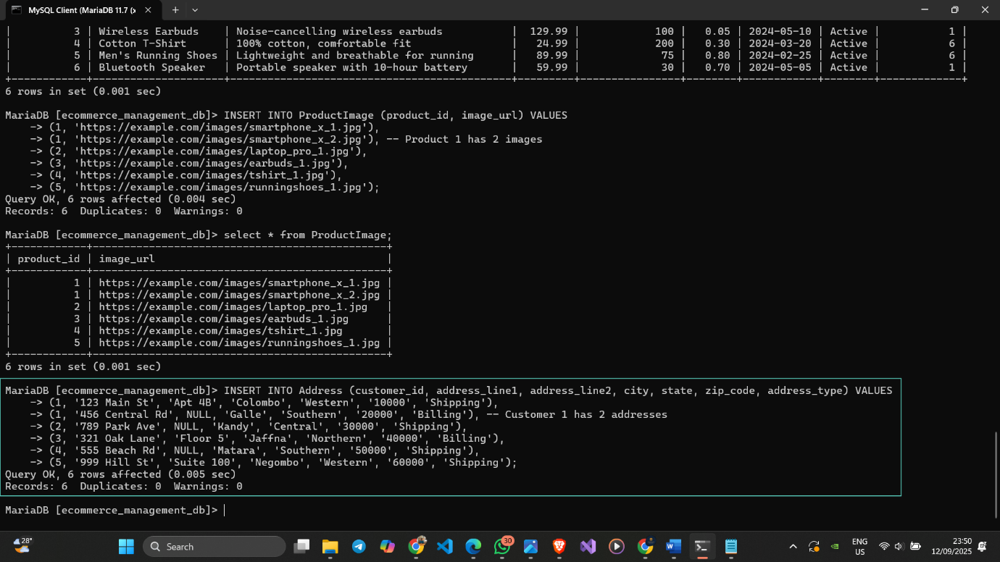 MySQL Client (MariaDB 11.7 (x
| 3 | Wireless Earbuds | Noise-cancelling wireless earbuds | 129.99 | 100 | 0.05 | 2024-05-10 | Active | 1 |
| 4 | Cotton T-Shirt | 100% cotton, comfortable fit | 24.99 | 200 | 0.30 | 2024-03-20 | Active | 6 |
| 5 | Men's Running Shoes | Lightweight and breathable for running | 89.99 | 75 | 0.80 | 2024-02-25 | Active | 6 |
| 6 | Bluetooth Speaker | Portable speaker with 10-hour battery | 59.99 | 30 | 0.70 | 2024-05-05 | Active | 1 |
6 rows in set (0.001 sec)
MariaDB [ecommerce_management_db]> INSERT INTO ProductImage (product_id, image_url) VALUES
-> (1, 'https://example.com/images/smartphone_x_1.jpg'),
-> (1, 'https://example.com/images/smartphone_x_2.jpg'), -- Product 1 has 2 images
-> (2, 'https://example.com/images/laptop_pro_1.jpg'),
-> (3, 'https://example.com/images/earbuds_1.jpg'),
-> (4, 'https://example.com/images/tshirt_1.jpg'),
-> (5, 'https://example.com/images/runningshoes_1.jpg');
Query OK, 6 rows affected (0.004 sec)
Records: 6  Duplicates: 0  Warnings: 0
MariaDB [ecommerce_management_db]> select * from ProductImage;
| product_id | image_url |
| 1 | https://example.com/images/smartphone_x_1.jpg |
| 1 | https://example.com/images/smartphone_x_2.jpg |
| 2 | https://example.com/images/laptop_pro_1.jpg |
| 3 | https://example.com/images/earbuds_1.jpg |
| 4 | https://example.com/images/tshirt_1.jpg |
| 5 | https://example.com/images/runningshoes_1.jpg |
6 rows in set (0.001 sec)
MariaDB [ecommerce_management_db]> INSERT INTO Address (customer_id, address_line1, address_line2, city, state, zip_code, address_type) VALUES
-> (1, '123 Main St', 'Apt 4B', 'Colombo', 'Western', '10000', 'Shipping'),
-> (1, '456 Central Rd', NULL, 'Galle', 'Southern', '20000', 'Billing'), -- Customer 1 has 2 addresses
-> (2, '789 Park Ave', NULL, 'Kandy', 'Central', '30000', 'Shipping'),
-> (3, '321 Oak Lane', 'Floor 5', 'Jaffna', 'Northern', '40000', 'Billing'),
-> (4, '555 Beach Rd', NULL, 'Matara', 'Southern', '50000', 'Shipping'),
-> (5, '999 Hill St', 'Suite 100', 'Negombo', 'Western', '60000', 'Shipping');
Query OK, 6 rows affected (0.005 sec)
Records: 6  Duplicates: 0  Warnings: 0
MariaDB [ecommerce_management_db]>
28°
Search
30
ENG
US
23:50
12/09/2025